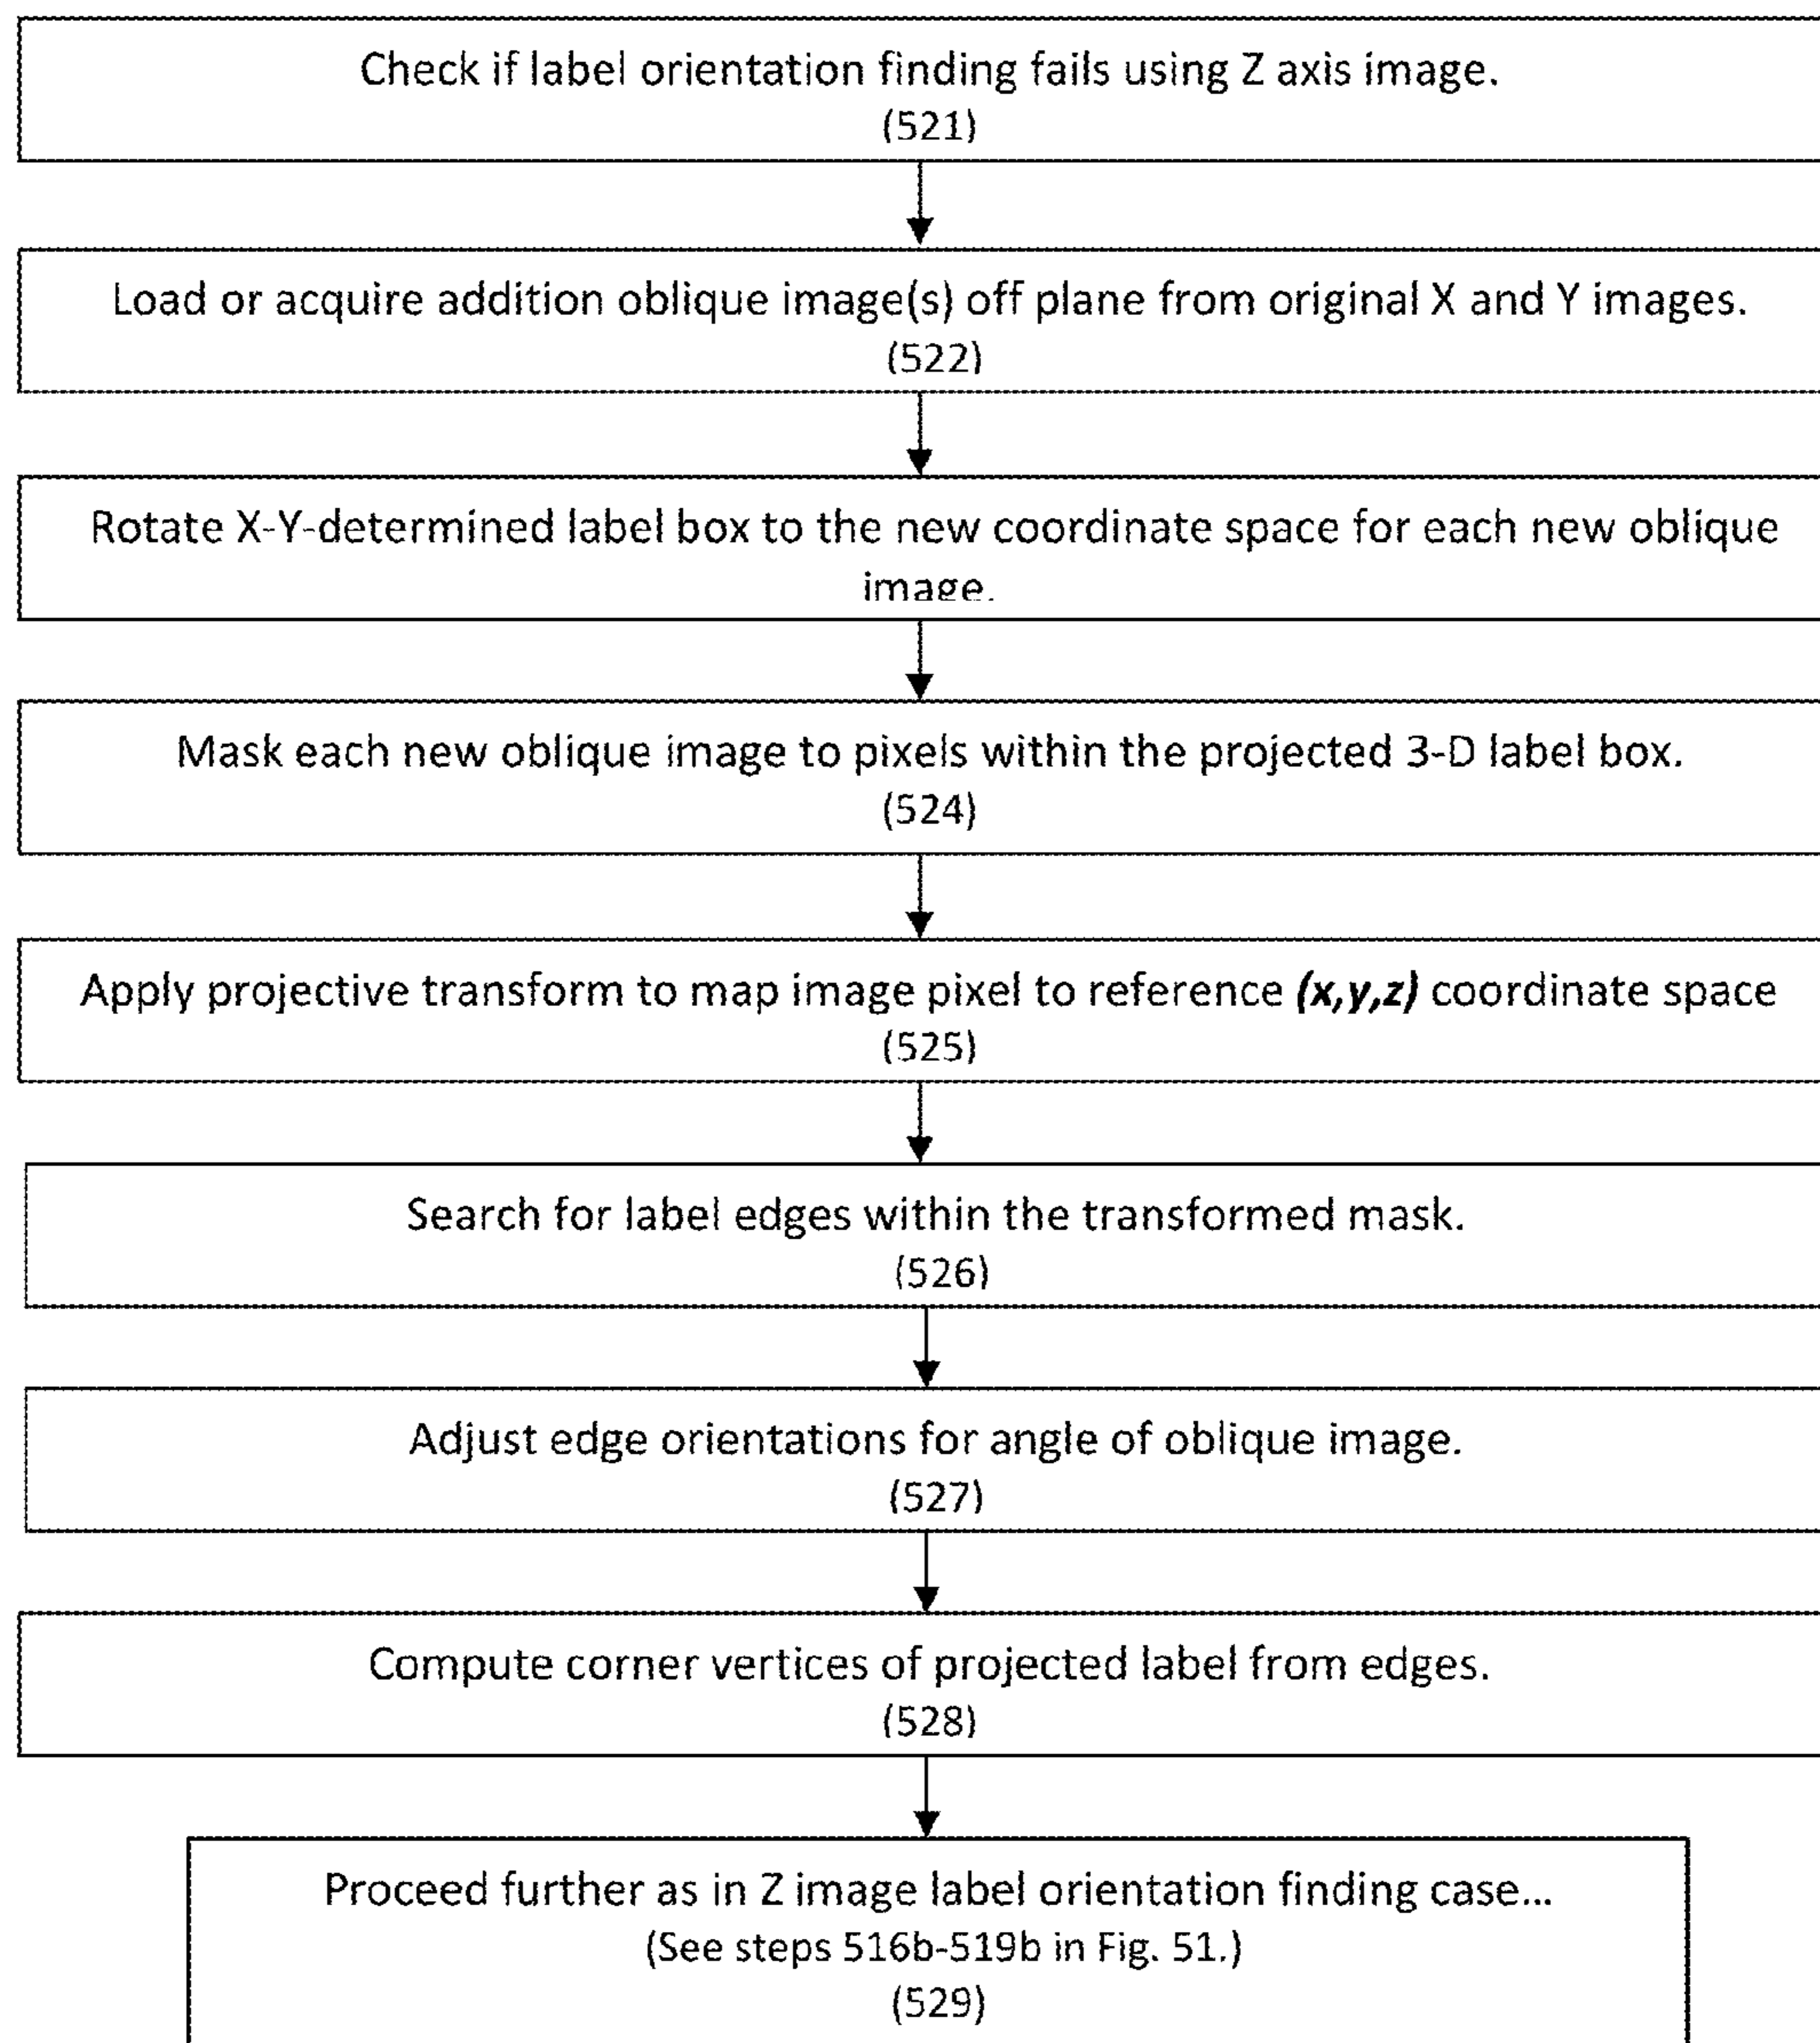 Check if label orientation finding fails using Z axis image.
(521)
Load or acquire addition oblique image(s) off plane from original X and Y images.
(522)
Rotate X-Y-determined label box to the new coordinate space for each new oblique
image.
Mask each new oblique image to pixels within the projected 3-D label box.
(524)
Apply projective transform to map image pixel to reference (x,y,z) coordinate space
(525)
Search for label edges within the transformed mask.
(526)
Adjust edge orientations for angle of oblique image.
(527)
Compute corner vertices of projected label from edges.
(528)
Proceed further as in Z image label orientation finding case...
(See steps 516b-519b in Fig. 51.)
(529)